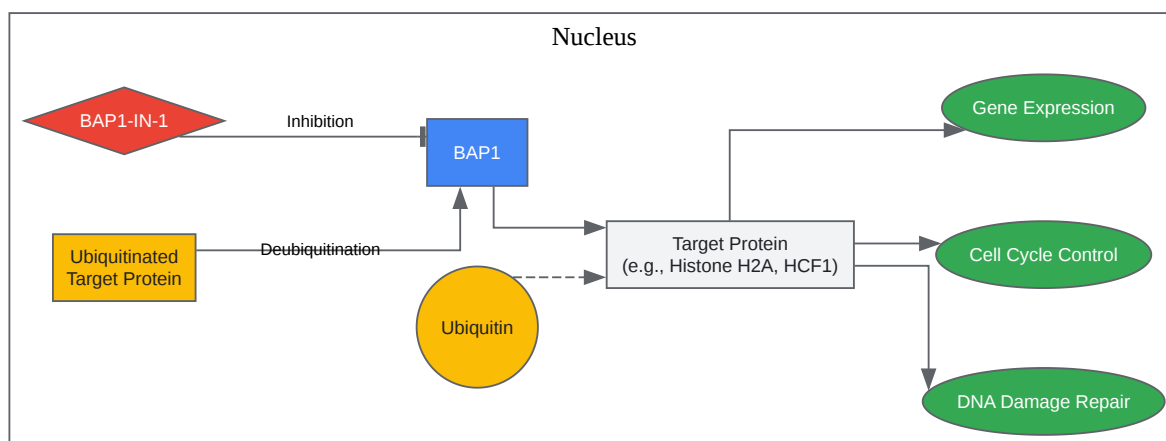 Nucleus
BAP1-IN-1
Inhibition
BAP1
Gene Expression
Ubiquitinated
Target Protein
Deubiquitination
Target Protein
(e.g., Histone H2A, HCF1)
Cell Cycle Control
Ubiquitin
DNA Damage Repair